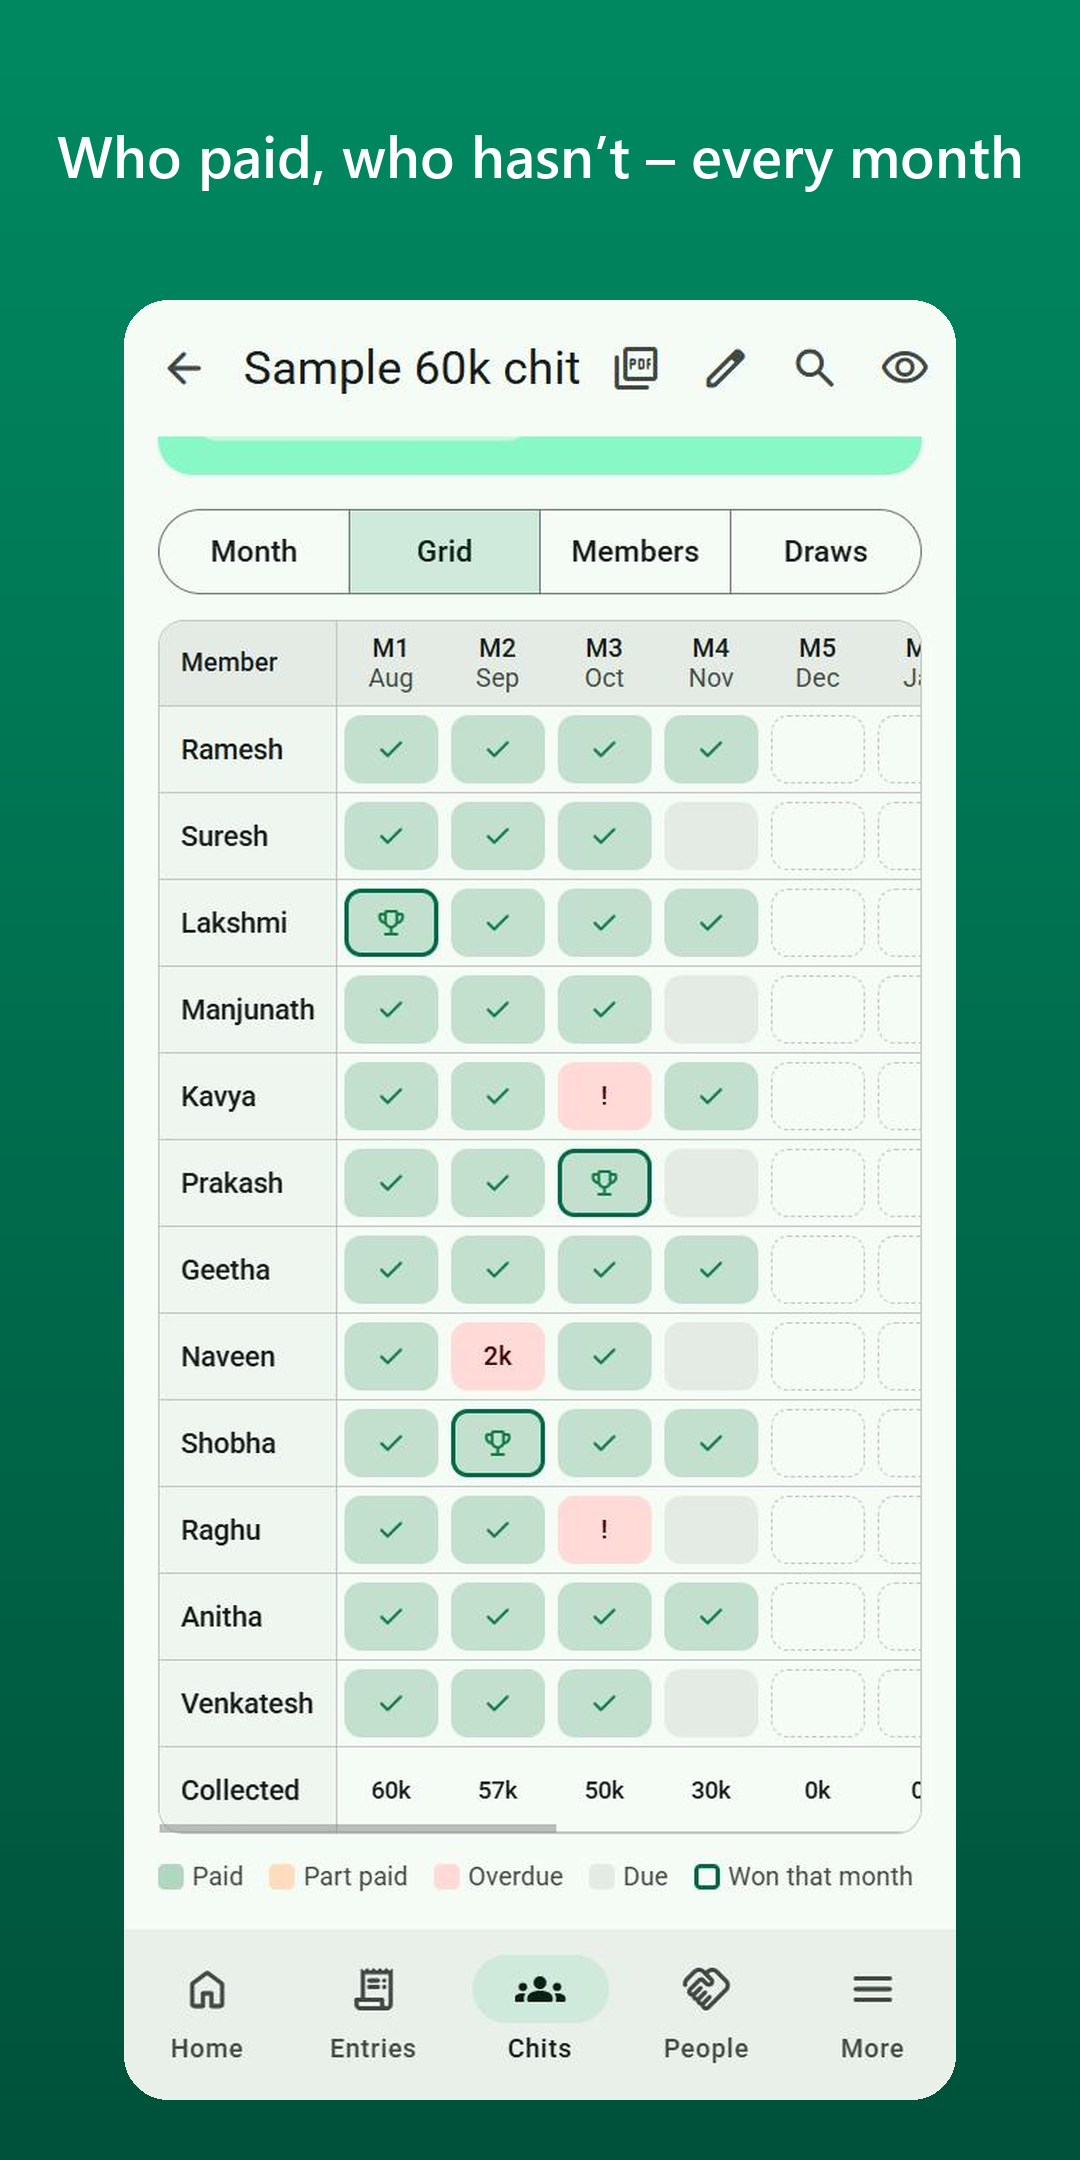 Who paid, who hasn’t – every month
Sample 60k chit PDF
Month Grid Members Draws
Member M1 M2 M3 M4 M5
Aug Sep Oct Nov Dec
Ramesh
Suresh
Lakshmi
Manjunath
Kavya !
Prakash
Geetha
Naveen 2k
Shobha
Raghu !
Anitha
Venkatesh
Collected 60k 57k 50k 30k 0k
Paid Part paid Overdue Due Won that month
Home Entries Chits People More